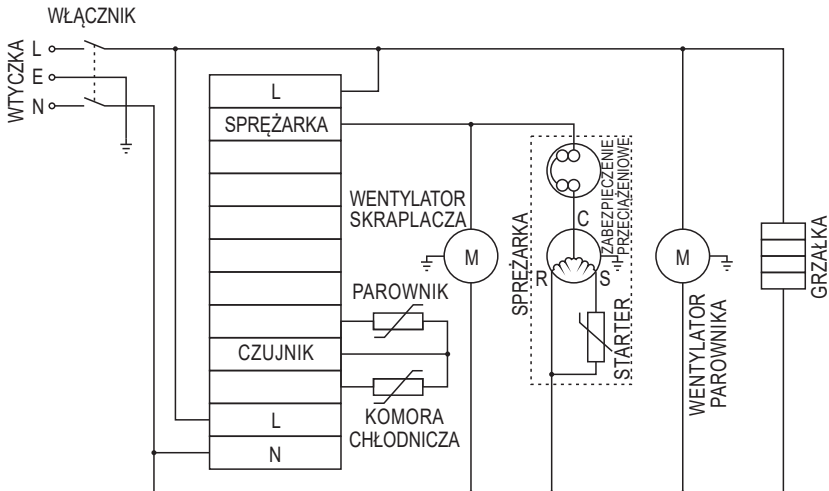 WŁĄCZNIK
WTYCZKA
L
E
N
L
SPRĘŻARKA
WENTYLATOR
SKRAPLACZA
M
PAROWNIK
CZUJNIK
KOMORA
CHŁODNICZA
L
N
SPRĘŻARKA
ZABEZPIECZENIE
PRZECIĄŻENIOWE
C
R
S
STARTER
M
WENTYLATOR
PAROWNIKA
GRZAŁKA